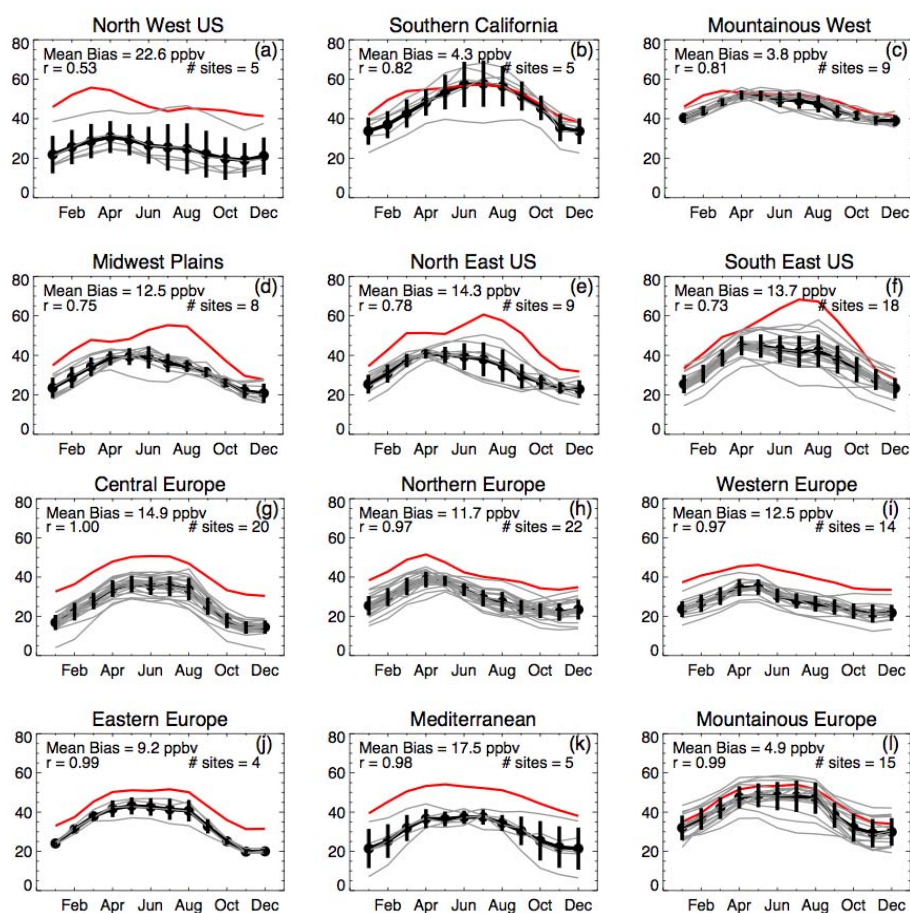 North West US
Mean Bias = 22.6 ppbv (a)
r = 0.53 # sites = 5
80
60
40
20
0
Feb Apr Jun Aug Oct Dec
Southern California
Mean Bias = 4.3 ppbv (b)
r = 0.82 # sites = 5
80
60
40
20
0
Feb Apr Jun Aug Oct Dec
Mountainous West
Mean Bias = 3.8 ppbv (c)
r = 0.81 # sites = 9
80
60
40
20
0
Feb Apr Jun Aug Oct Dec
Midwest Plains
Mean Bias = 12.5 ppbv (d)
r = 0.75 # sites = 8
80
60
40
20
0
Feb Apr Jun Aug Oct Dec
North East US
Mean Bias = 14.3 ppbv (e)
r = 0.78 # sites = 9
80
60
40
20
0
Feb Apr Jun Aug Oct Dec
South East US
Mean Bias = 13.7 ppbv (f)
r = 0.73 # sites = 18
80
60
40
20
0
Feb Apr Jun Aug Oct Dec
Central Europe
Mean Bias = 14.9 ppbv (g)
r = 1.00 # sites = 20
80
60
40
20
0
Feb Apr Jun Aug Oct Dec
Northern Europe
Mean Bias = 11.7 ppbv (h)
r = 0.97 # sites = 22
80
60
40
20
0
Feb Apr Jun Aug Oct Dec
Western Europe
Mean Bias = 12.5 ppbv (i)
r = 0.97 # sites = 14
80
60
40
20
0
Feb Apr Jun Aug Oct Dec
Eastern Europe
Mean Bias = 9.2 ppbv (j)
r = 0.99 # sites = 4
80
60
40
20
0
Feb Apr Jun Aug Oct Dec
Mediterranean
Mean Bias = 17.5 ppbv (k)
r = 0.98 # sites = 5
80
60
40
20
0
Feb Apr Jun Aug Oct Dec
Mountainous Europe
Mean Bias = 4.9 ppbv (l)
r = 0.99 # sites = 15
80
60
40
20
0
Feb Apr Jun Aug Oct Dec